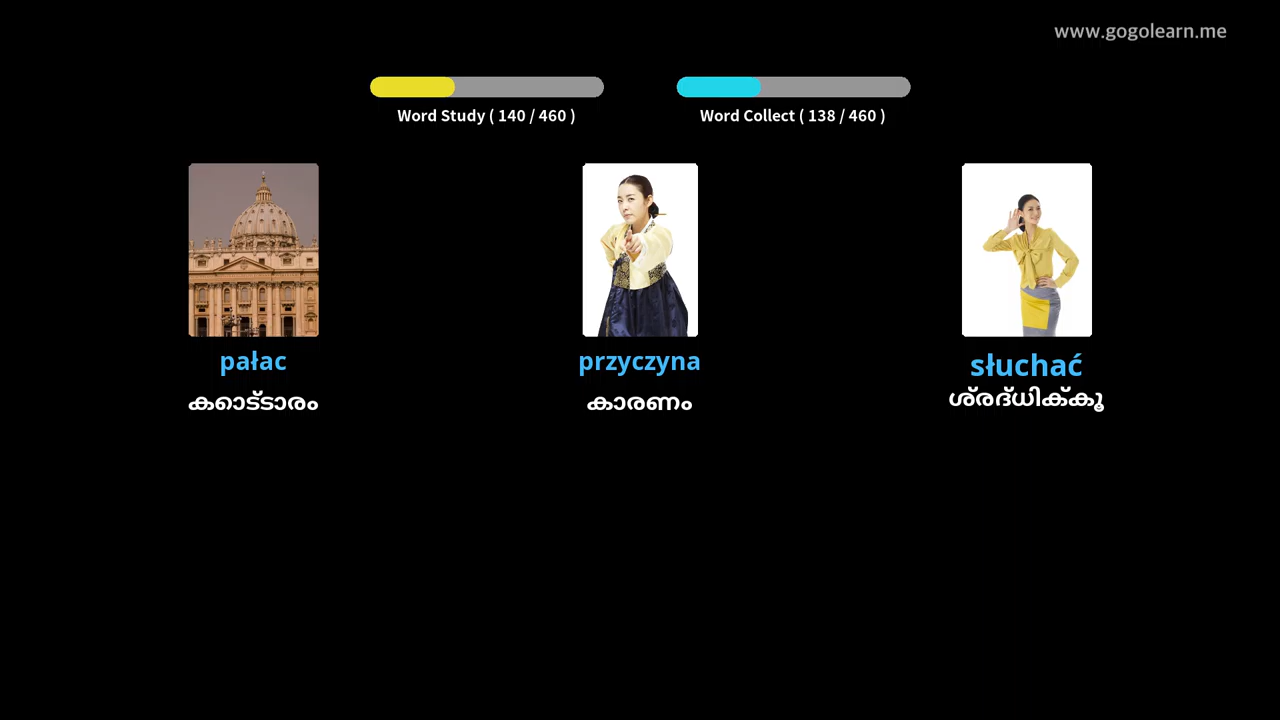 www.gogolearn.me
Word Study ( 140 / 460 )
Word Collect ( 138 / 460 )
pałac
przyczyna
słuchać
കൊട്ടാരം
കാരണം
ശ്രദ്ധിക്കൂ